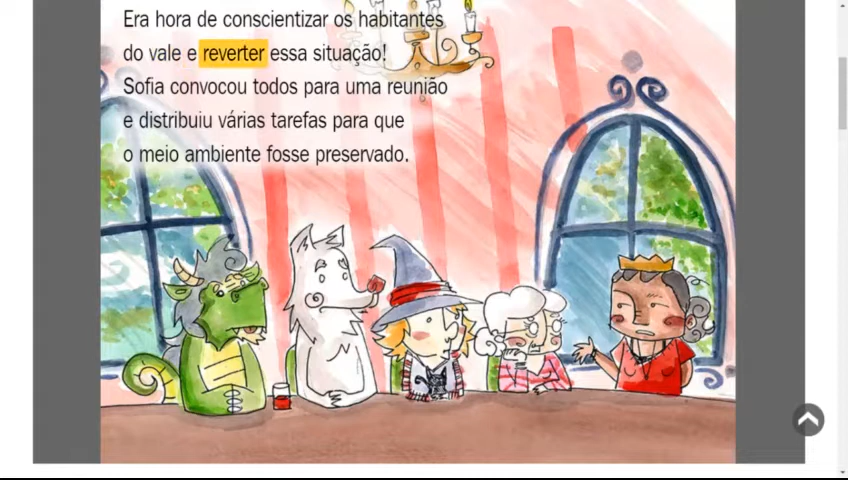 Era hora de conscientizar os habitantes
do vale e reverter essa situação!
Sofia convocou todos para uma reunião
e distribuiu várias tarefas para que
o meio ambiente fosse preservado.